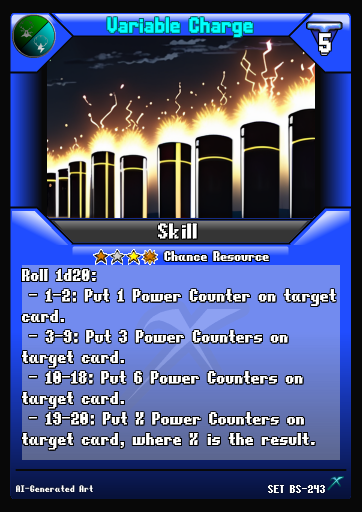 Variable Charge
5
Skill
Chance Resource
Roll 1d20:
- 1-2: Put 1 Power Counter on target
card.
- 3-9: Put 3 Power Counters on
target card.
- 10-18: Put 6 Power Counters on
target card.
- 19-20: Put X Power Counters on
target card, where X is the result.
AI-Generated Art
SET BS-243